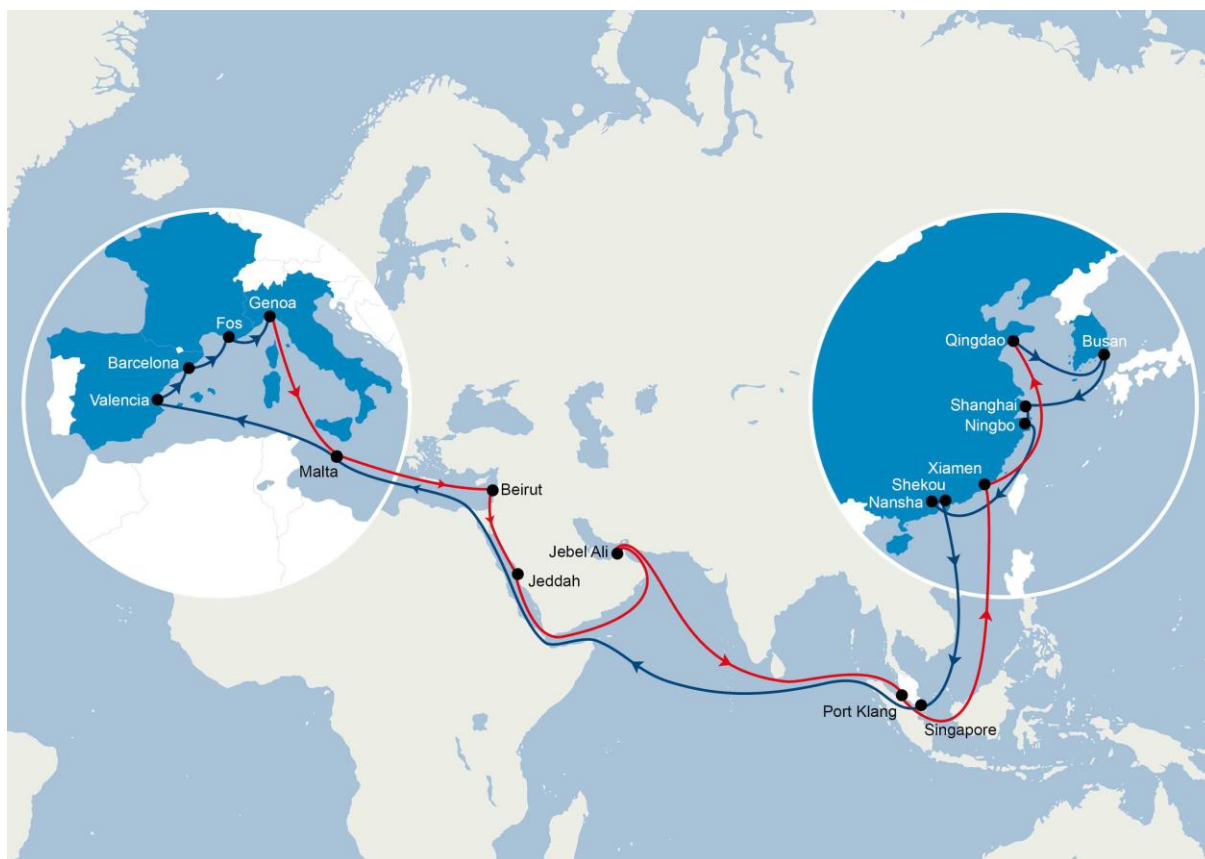 Genoa
Fos
Barcelona
Valencia
Malta
Beirut
Jeddah
Jebel Ali
Port Klang
Singapore
Qingdao
Busan
Shanghai
Ningbo
Xiamen
Shekou
Nansha